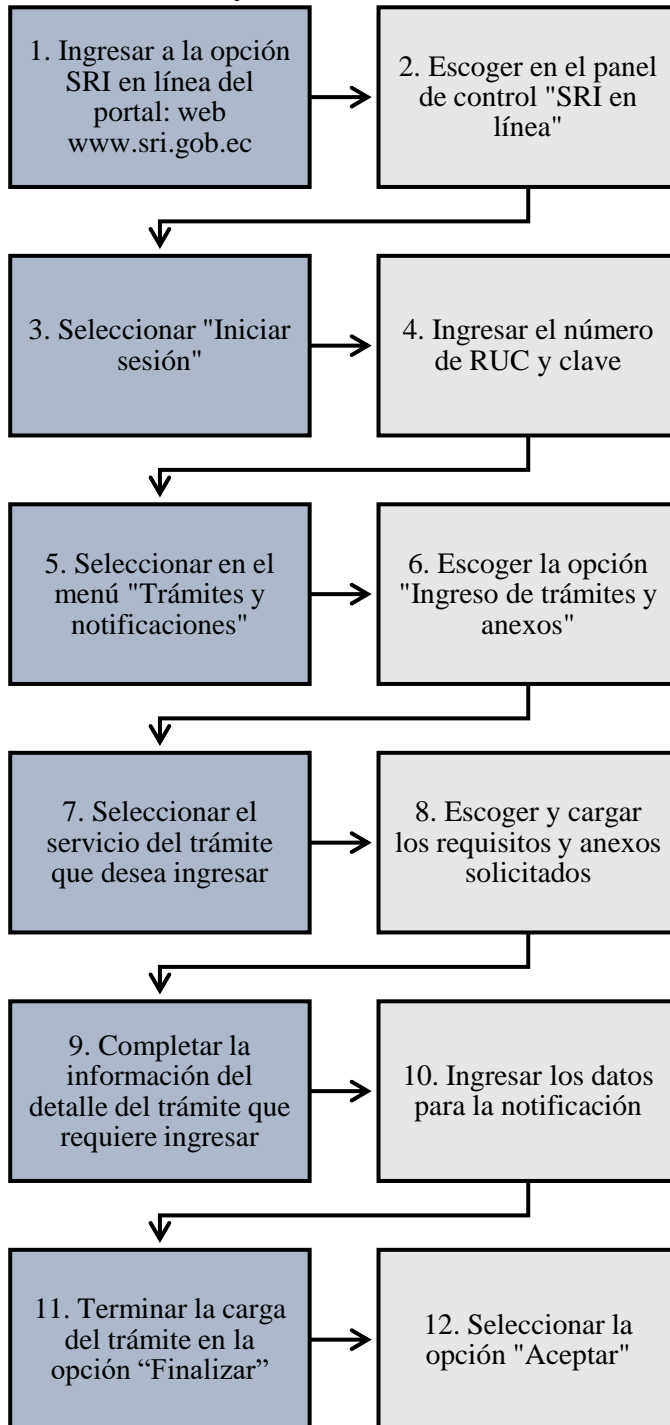 1. Ingresar a la opción
SRI en línea del
portal: web
www.sri.gob.ec
2. Escoger en el panel
de control "SRI en
línea"
3. Seleccionar "Iniciar
sesión"
4. Ingresar el número
de RUC y clave
5. Seleccionar en el
menú "Trámites y
notificaciones"
6. Escoger la opción
"Ingreso de trámites y
anexos"
7. Seleccionar el
servicio del trámite
que desea ingresar
8. Escoger y cargar
los requisitos y anexos
solicitados
9. Completar la
información del
detalle del trámite que
requiere ingresar
10. Ingresar los datos
para la notificación
11. Terminar la carga
del trámite en la
opción “Finalizar”
12. Seleccionar la
opción "Aceptar"